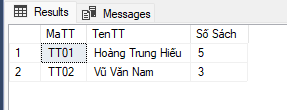 Results Messages
MaTT TenTT Số Sách
1 TT01 Hoàng Trung Hiếu 5
2 TT02 Vũ Văn Nam 3